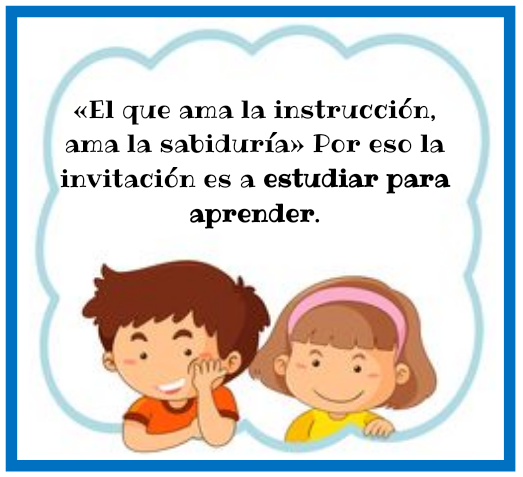 «El que ama la instrucción,
ama la sabiduría» Por eso la
invitación es a estudiar para
aprender.